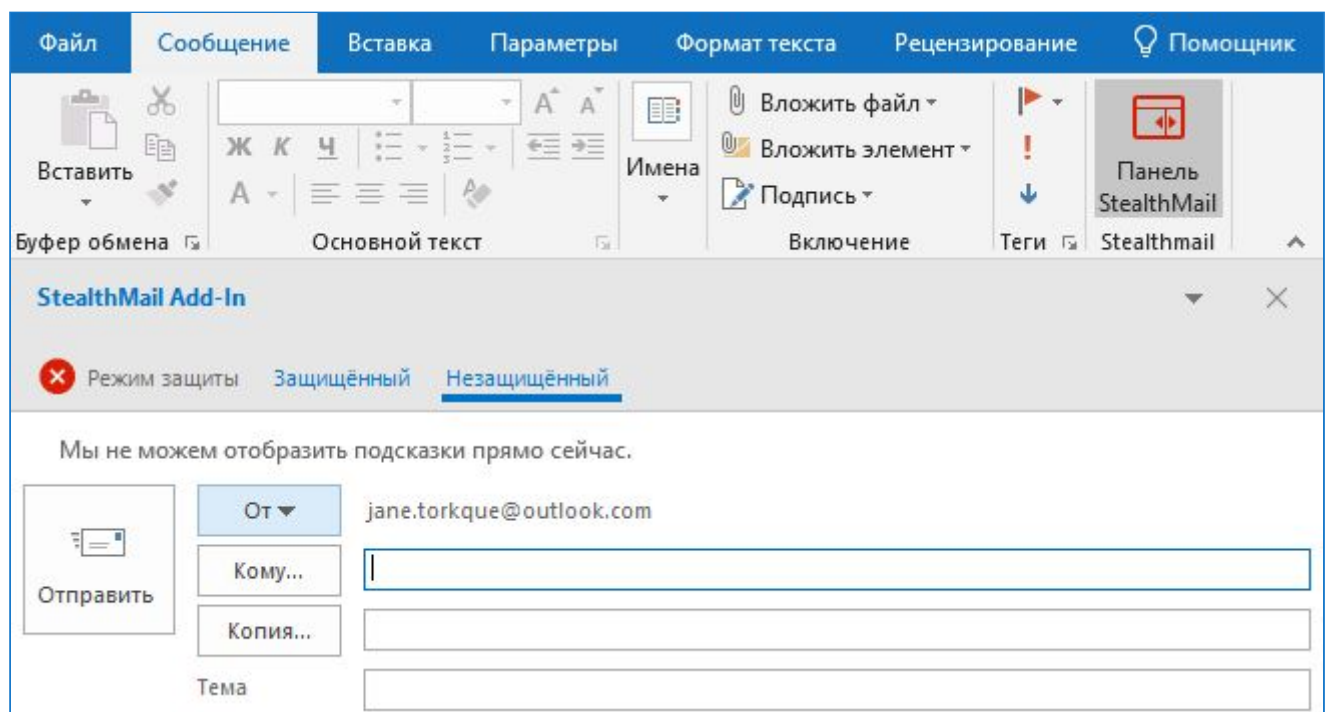 Файл Сообщение Вставка Параметры Формат текста Рецензирование Помощник
Вставить
Буфер обмена
Ж К Ч
А
Основной текст
Имена
Вложить файл
Вложить элемент
Подпись
Включение
Теги
Панель
StealthMail
Stealthmail
StealthMail Add-In
Режим защиты Защищённый Незащищённый
Мы не можем отобразить подсказки прямо сейчас.
Отправить
От jane.torkque@outlook.com
Кому...
Копия...
Тема